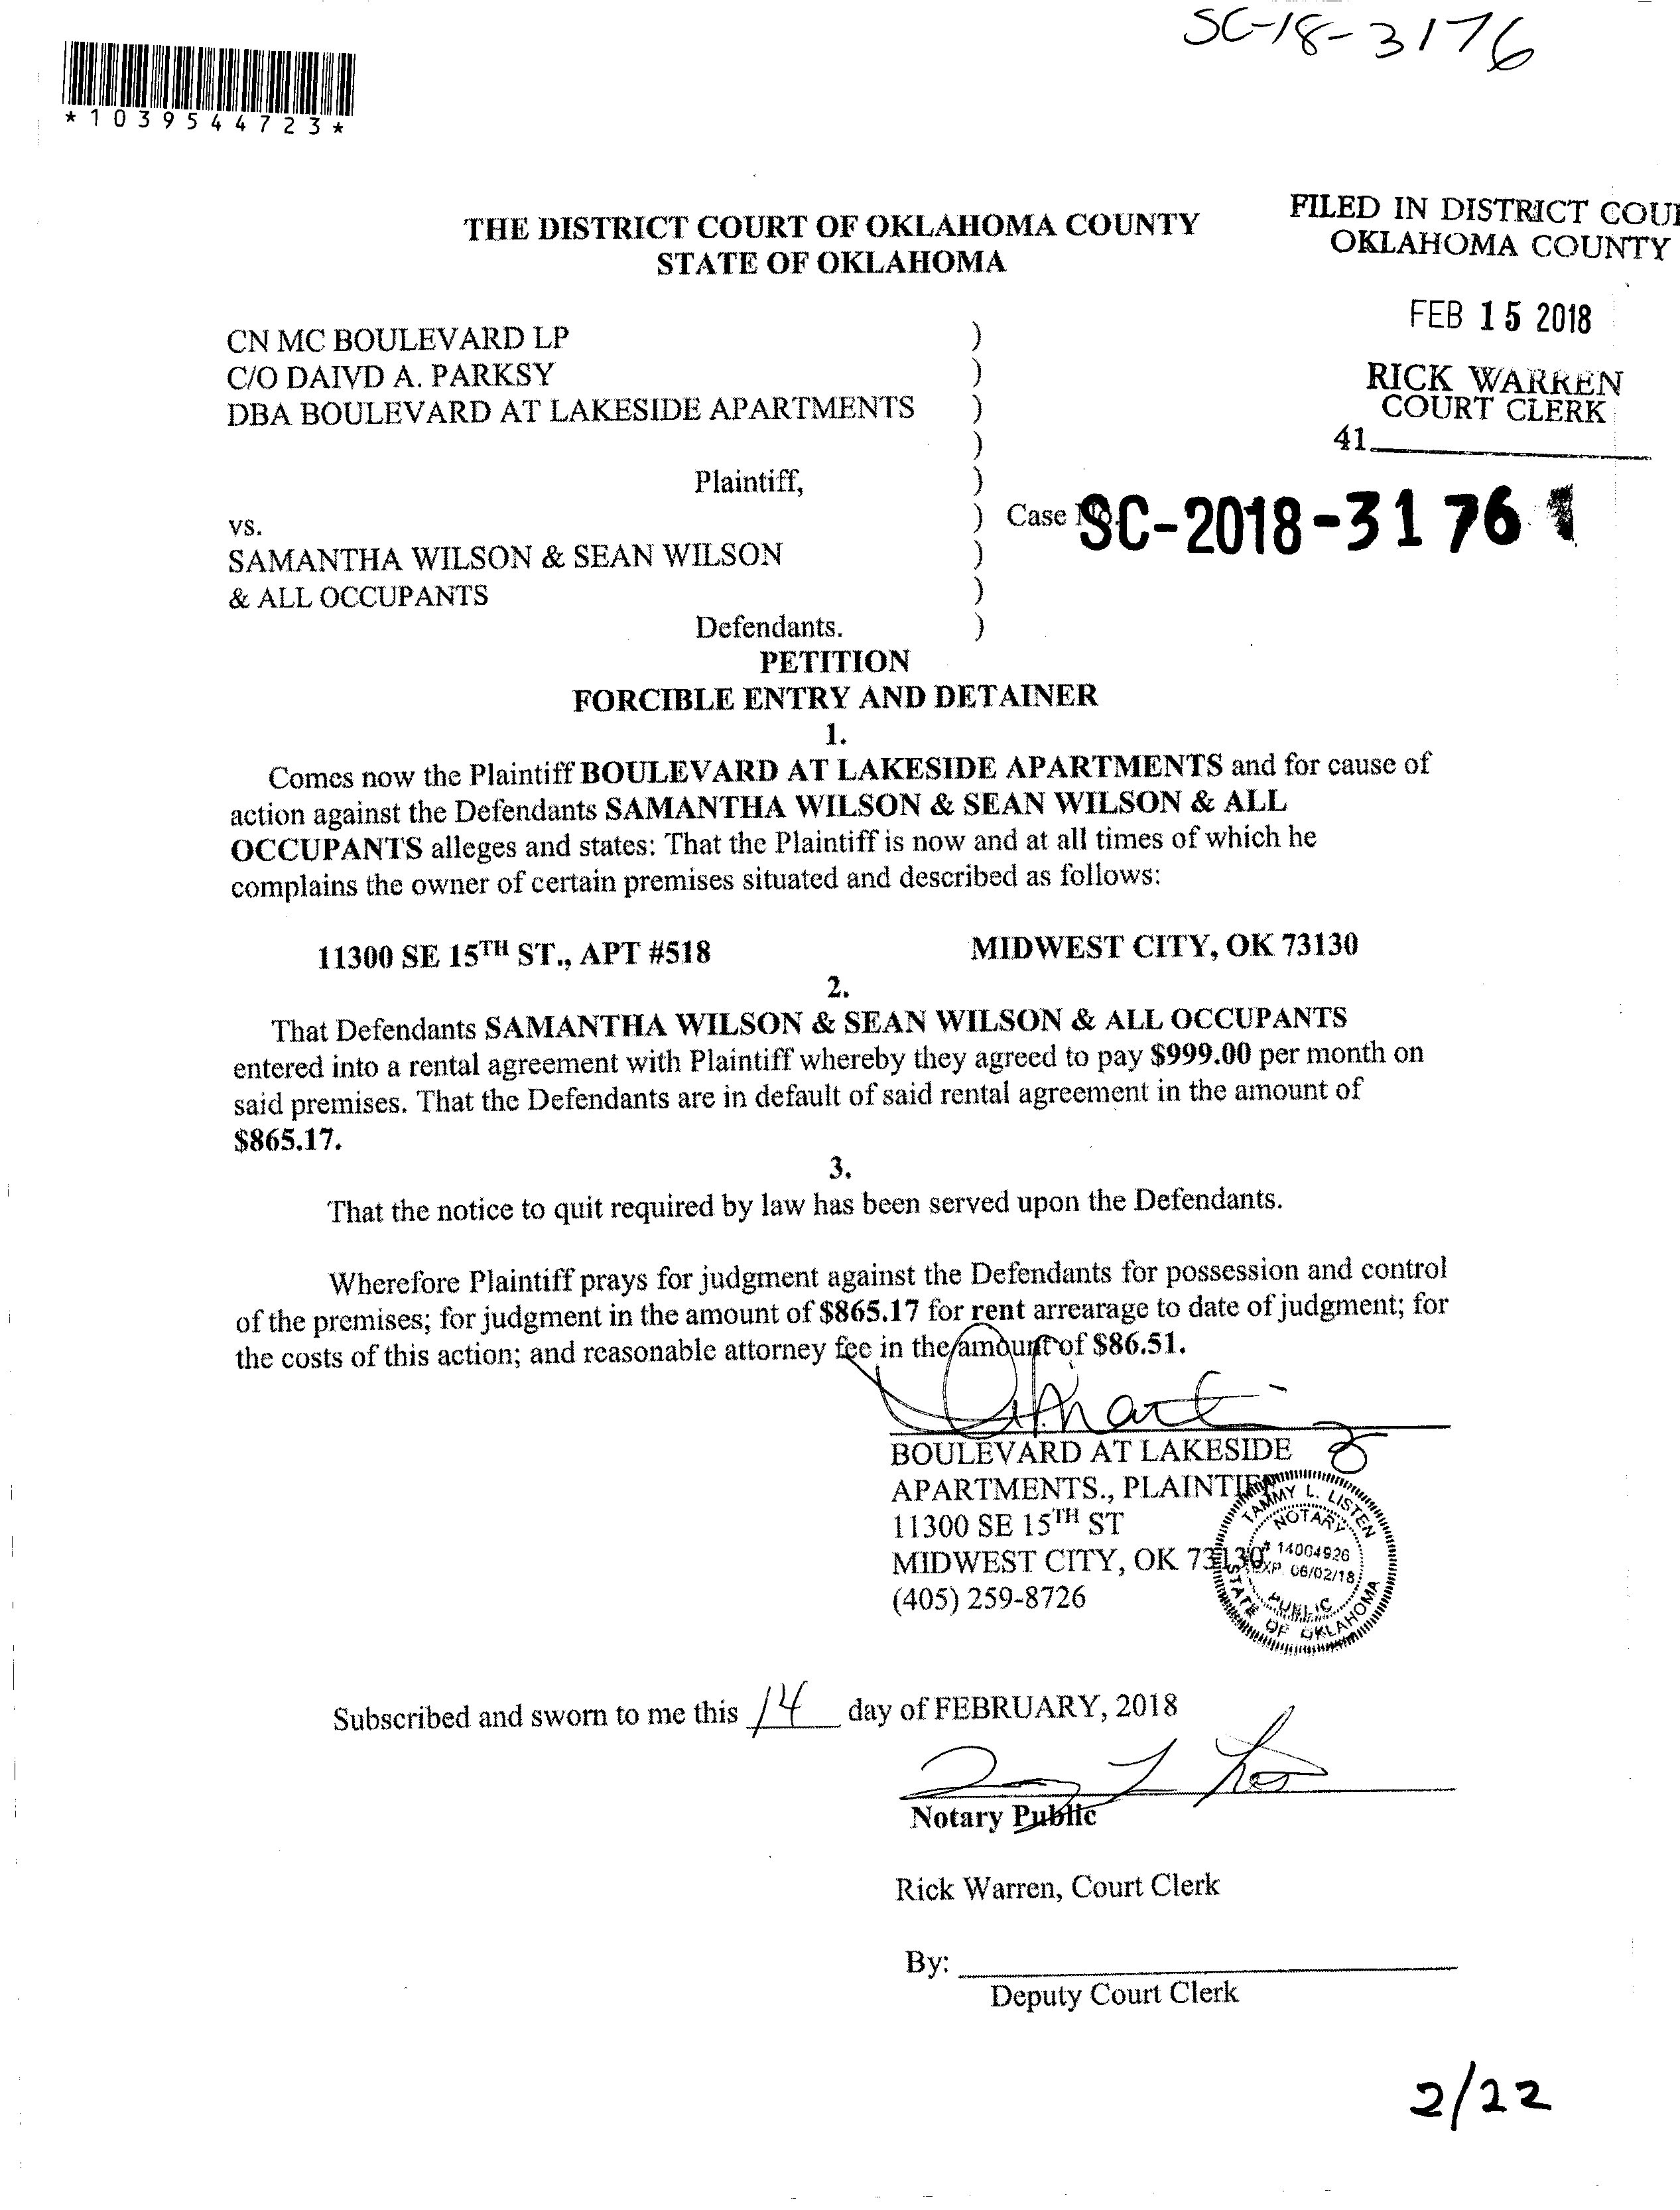 SC-18-3176
*1039544723*
THE DISTRICT COURT OF OKLAHOMA COUNTY
STATE OF OKLAHOMA
FILED IN DISTRICT COU
OKLAHOMA COUNTY
FEB 15 2018
RICK WARREN
COURT CLERK
41
CN MC BOULEVARD LP )
C/O DAIVD A. PARKSY )
DBA BOULEVARD AT LAKESIDE APARTMENTS )
)
Plaintiff, )
vs. ) Case No. SC-2018-3176
SAMANTHA WILSON & SEAN WILSON )
& ALL OCCUPANTS )
Defendants. )
PETITION
FORCIBLE ENTRY AND DETAINER
1.
Comes now the Plaintiff BOULEVARD AT LAKESIDE APARTMENTS and for cause of
action against the Defendants SAMANTHA WILSON & SEAN WILSON & ALL
OCCUPANTS alleges and states: That the Plaintiff is now and at all times of which he
complains the owner of certain premises situated and described as follows:
11300 SE 15TH ST., APT #518 MIDWEST CITY, OK 73130
2.
That Defendants SAMANTHA WILSON & SEAN WILSON & ALL OCCUPANTS
entered into a rental agreement with Plaintiff whereby they agreed to pay $999.00 per month on
said premises. That the Defendants are in default of said rental agreement in the amount of
$865.17.
3.
That the notice to quit required by law has been served upon the Defendants.
Wherefore Plaintiff prays for judgment against the Defendants for possession and control
of the premises; for judgment in the amount of $865.17 for rent arrearage to date of judgment; for
the costs of this action; and reasonable attorney fee in the amount of $86.51.
BOULEVARD AT LAKESIDE
APARTMENTS., PLAINTIFF
11300 SE 15TH ST
MIDWEST CITY, OK 73130
(405) 259-8726
TAMMY L. LISTEN
NOTARY
# 14004926
EXP. 06/02/18
PUBLIC
STATE OF OKLAHOMA
Subscribed and sworn to me this 14 day of FEBRUARY, 2018
Notary Public
Rick Warren, Court Clerk
By:
Deputy Court Clerk
2/22